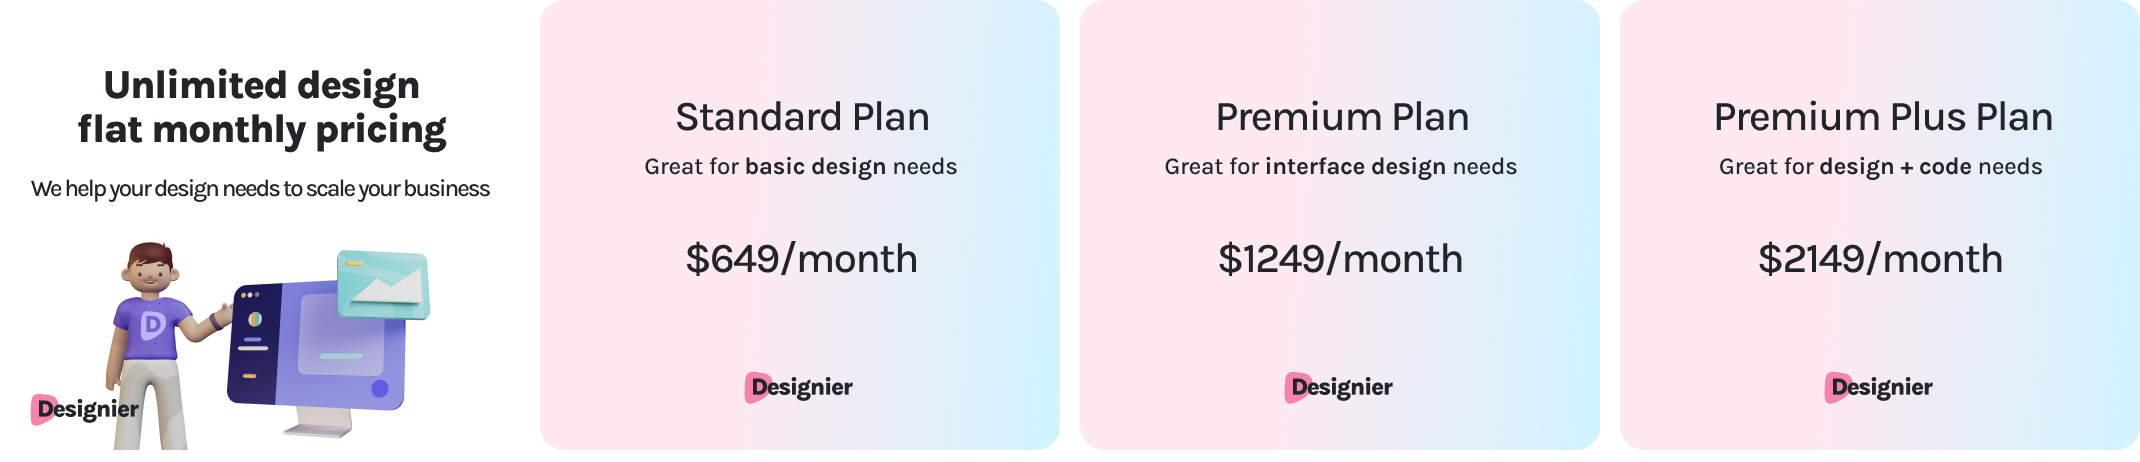 Unlimited design
flat monthly pricing
We help your design needs to scale your business
D
Designier
Standard Plan
Great for basic design needs
$649/month
Designier
Premium Plan
Great for interface design needs
$1249/month
Designier
Premium Plus Plan
Great for design + code needs
$2149/month
Designier